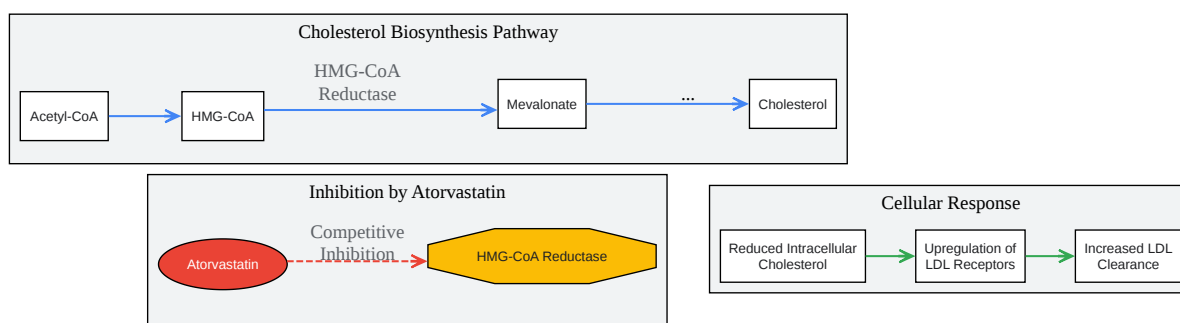 Cholesterol Biosynthesis Pathway
HMG-CoA
Reductase
Acetyl-CoA
HMG-CoA
Mevalonate
...
Cholesterol
Inhibition by Atorvastatin
Competitive
Inhibition
Atorvastatin
HMG-CoA Reductase
Cellular Response
Reduced Intracellular
Cholesterol
Upregulation of
LDL Receptors
Increased LDL
Clearance